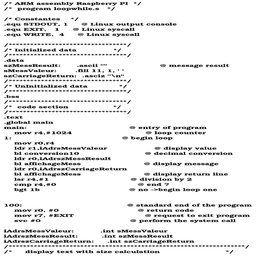 /* ARM assembly Raspberry PI */
/* program loopwhile.s */
/* Constantes */
.equ STDOUT, 1 @ Linux output console
.equ EXIT, 1 @ Linux syscall
.equ WRITE, 4 @ Linux syscall
/*********************************/
/* Initialized data */
/*********************************/
.data
szMessResult: .ascii "" @ message result
sMessValeur: .fill 11, 1, ' '
szCarriageReturn: .asciz "\n"
/*********************************/
/* UnInitialized data */
/*********************************/
.bss
/*********************************/
/* code section */
/*********************************/
.text
.global main
main: @ entry of program
mov r4,#1024 @ loop counter
1: @ begin loop
mov r0,r4
ldr r1,iAdrsMessValeur @ display value
bl conversion10 @ decimal conversion
ldr r0,iAdrszMessResult
bl affichageMess @ display message
ldr r0,iAdrszCarriageReturn
bl affichageMess @ display return line
lsr r4,#1 @ division by 2
cmp r4,#0 @ end ?
bgt 1b @ no ->begin loop one
100: @ standard end of the program
mov r0, #0 @ return code
mov r7, #EXIT @ request to exit program
svc #0 @ perform the system call
iAdrsMessValeur: .int sMessValeur
iAdrszMessResult: .int szMessResult
iAdrszCarriageReturn: .int szCarriageReturn
/******************************************************************/
/* display text with size calculation */